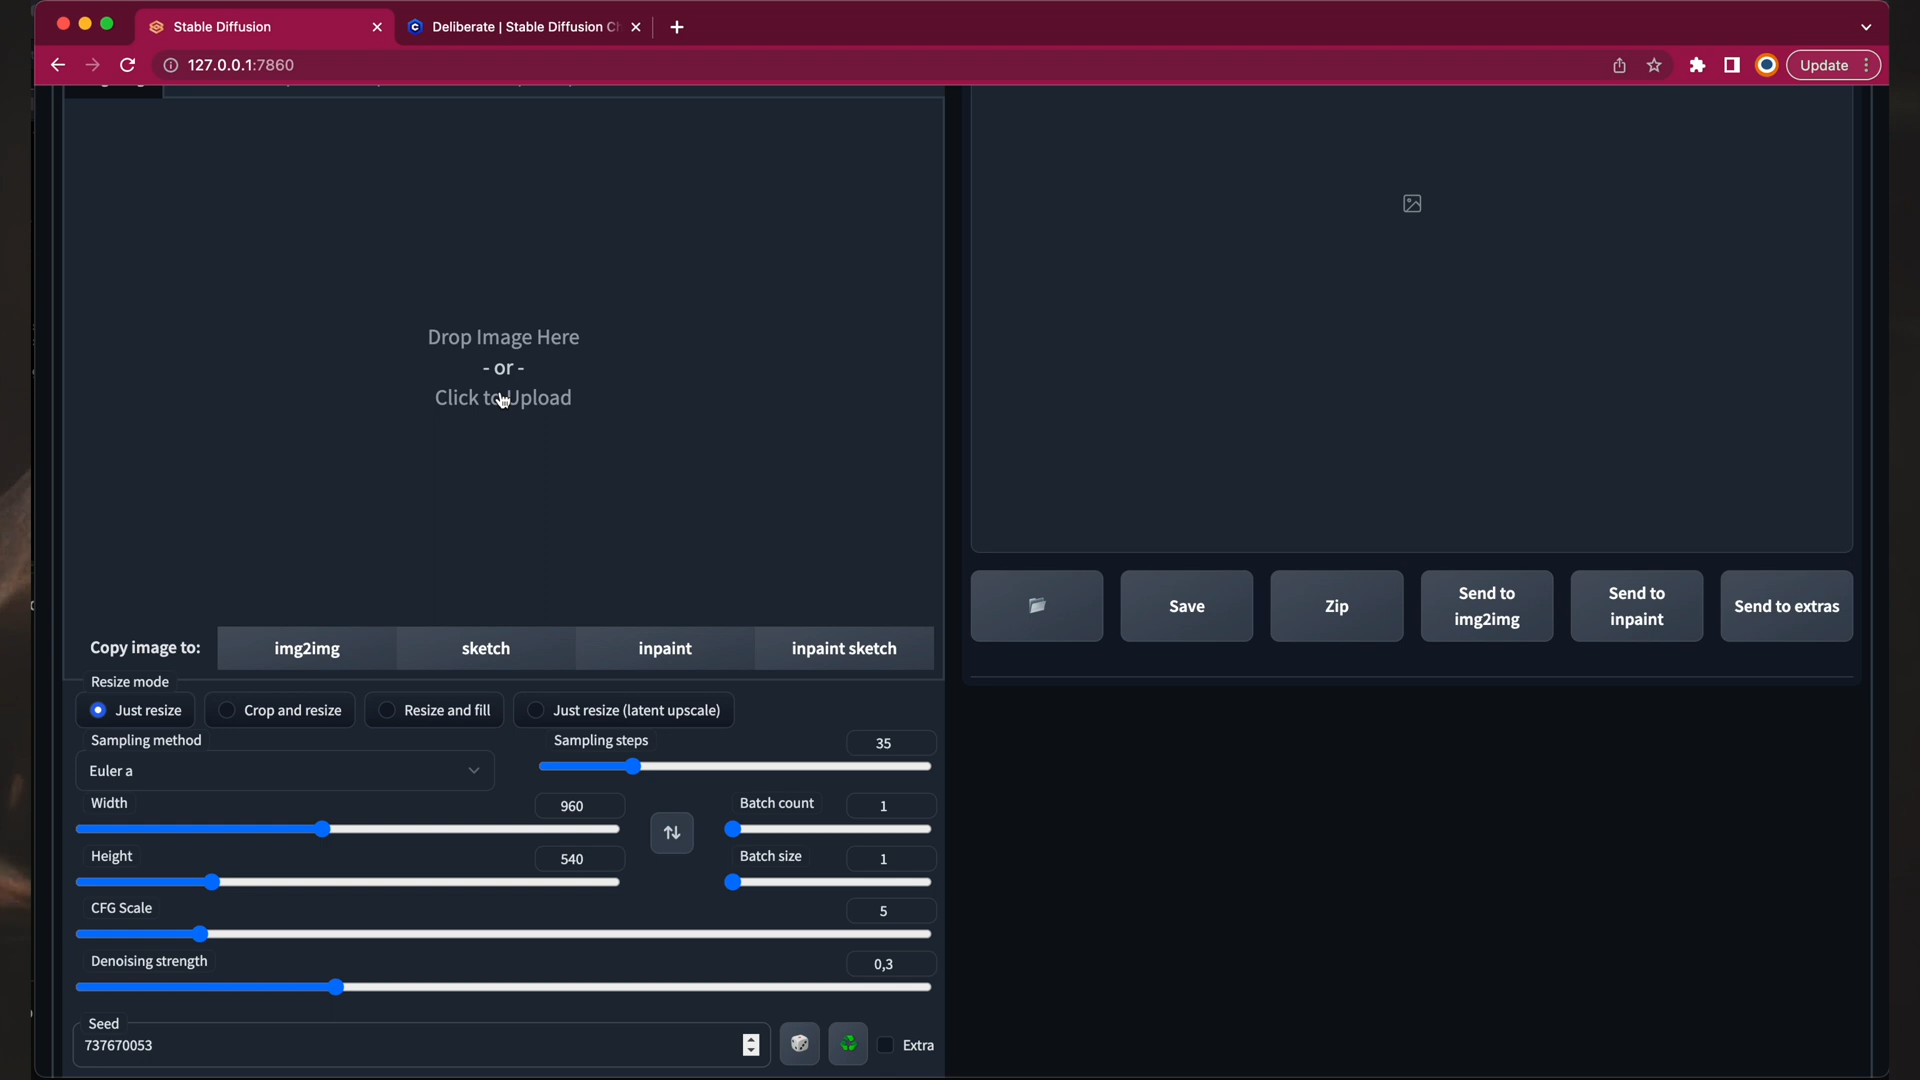 Stable Diffusion
Deliberate | Stable Diffusion Ch
127.0.0.1:7860
Update
Drop Image Here
- or -
Click to Upload
Save
Zip
Send to
img2img
Send to
inpaint
Send to extras
Copy image to:
img2img
sketch
inpaint
inpaint sketch
Resize mode
Just resize
Crop and resize
Resize and fill
Just resize (latent upscale)
Sampling method
Euler a
Sampling steps
35
Width
960
Batch count
1
Height
540
Batch size
1
CFG Scale
5
Denoising strength
0,3
Seed
737670053
Extra